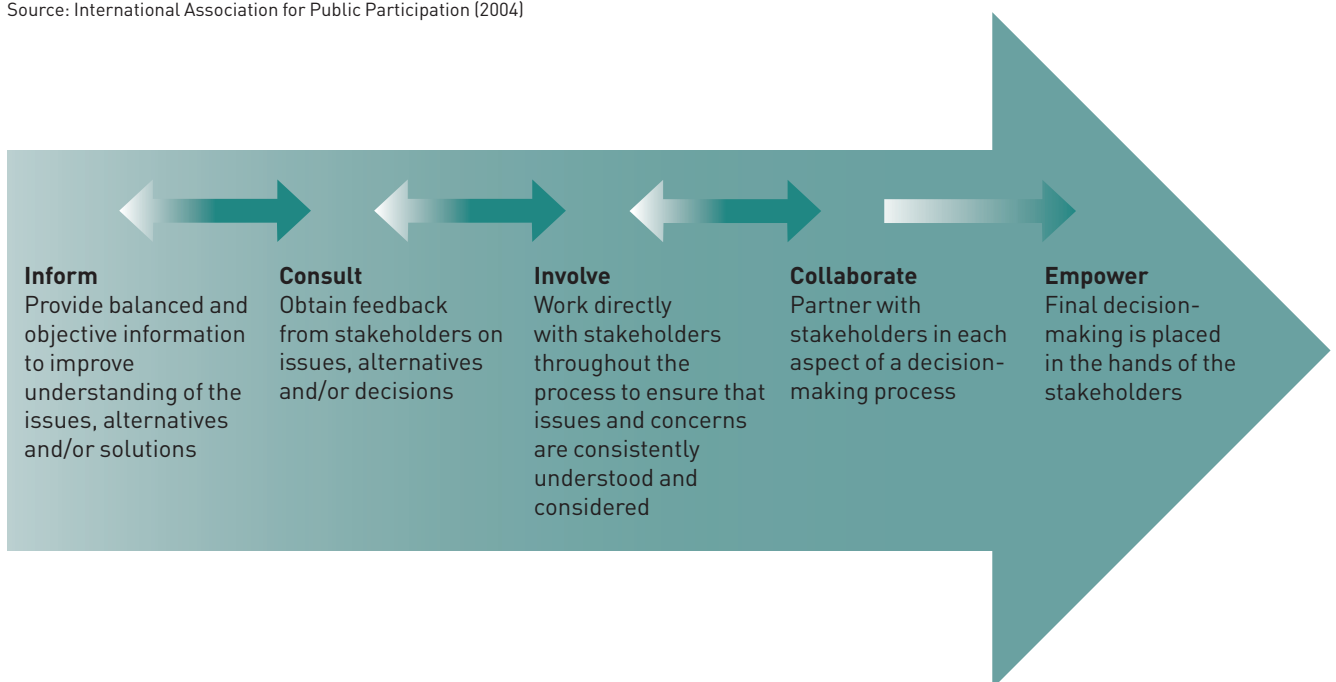 Source: International Association for Public Participation (2004)
Inform
Provide balanced and
objective information
to improve
understanding of the
issues, alternatives
and/or solutions
Consult
Obtain feedback
from stakeholders on
issues, alternatives
and/or decisions
Involve
Work directly
with stakeholders
throughout the
process to ensure that
issues and concerns
are consistently
understood and
considered
Collaborate
Partner with
stakeholders in each
aspect of a decision-
making process
Empower
Final decision-
making is placed
in the hands of the
stakeholders